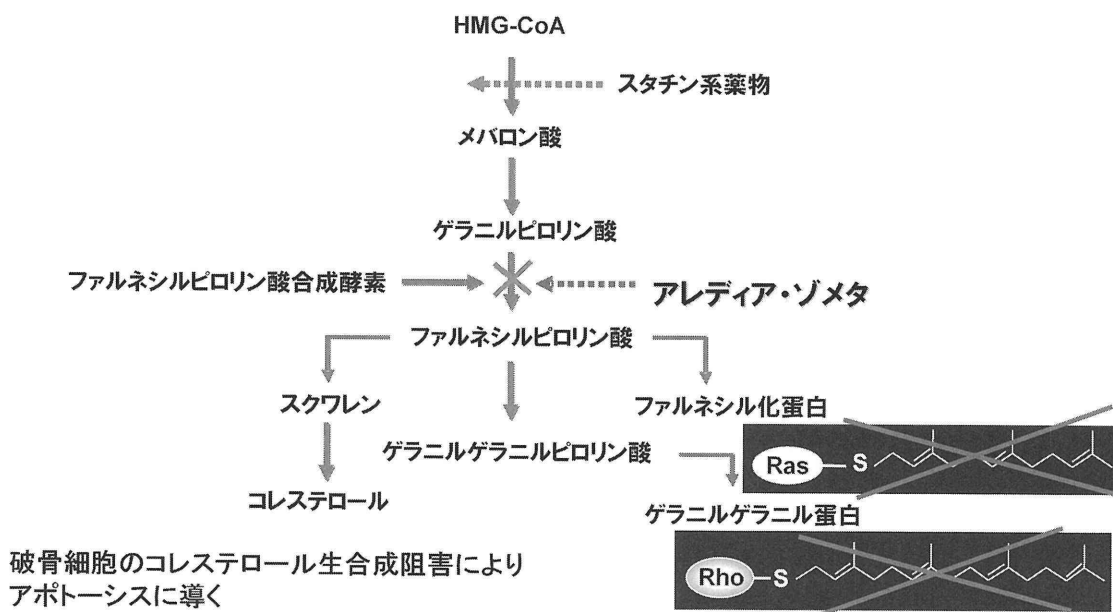 HMG-CoA
スタチン系薬物
メバロン酸
ゲラニルピロリン酸
ファルネシルピロリン酸合成酵素
アレディア・ゾメタ
ファルネシルピロリン酸
スクワレン
ファルネシル化蛋白
ゲラニルゲラニルピロリン酸
Ras
S
コレステロール
ゲラニルゲラニル蛋白
Rho
S
破骨細胞のコレステロール生合成阻害により
アポトーシスに導く